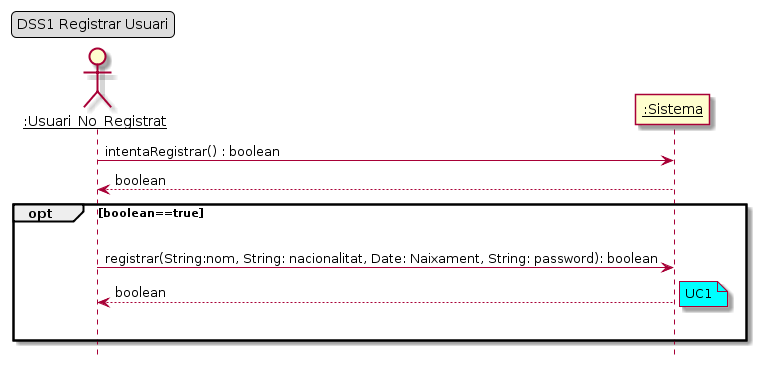 DSS1 Registrar Usuari
:Usuari No Registrat
:Sistema
intentaRegistrar() : boolean
boolean
opt
[boolean==true]
registrar(String:nom, String: nacionalitat, Date: Naixament, String: password): boolean
boolean
UC1